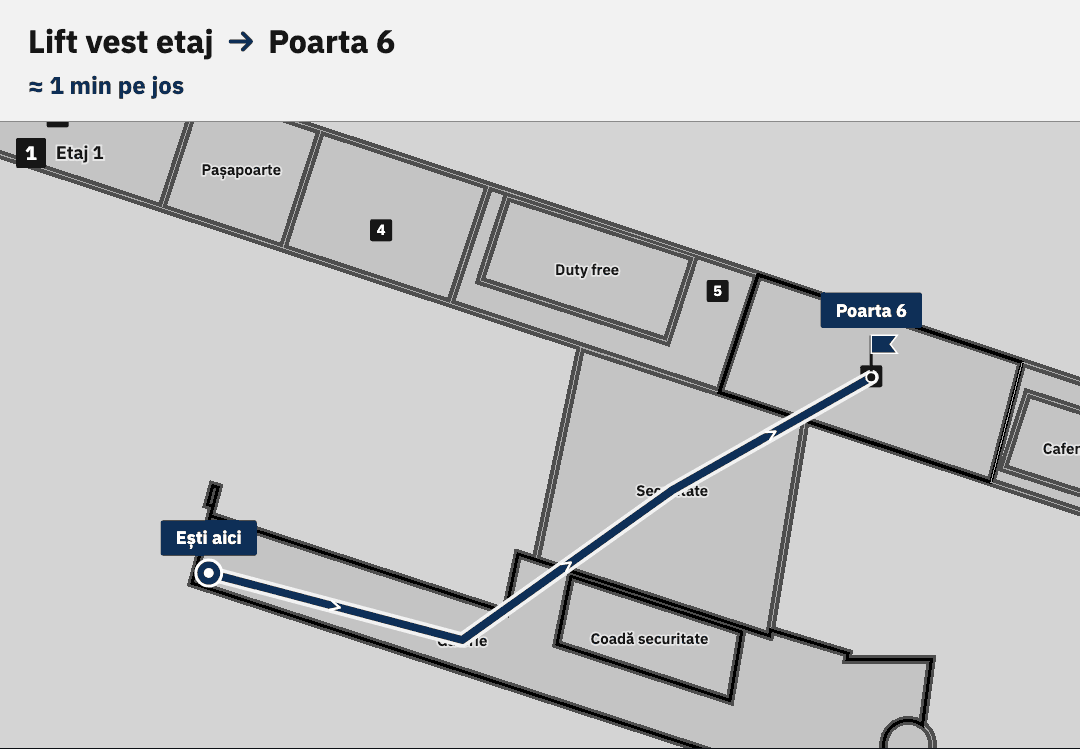 Lift vest etaj → Poarta 6
≈ 1 min pe jos
1 Etaj 1
Pașapoarte
4
Duty free
5
Poarta 6
Ești aici
Coadă securitate